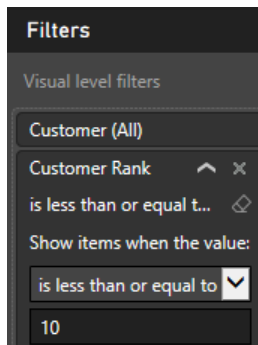 Filters
Visual level filters
Customer (All)
Customer Rank
is less than or equal t...
Show items when the value:
is less than or equal to
10